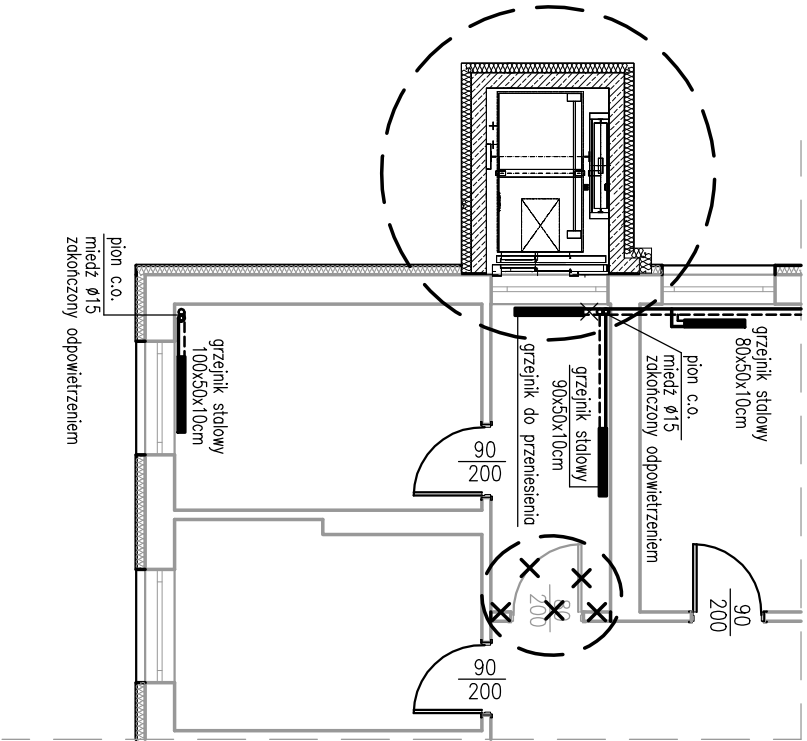 pion c.o.
miedź ø15
zakończony odpowietrzeniem
grzejnik stalowy
100x50x10cm
grzejnik do przeniesienia
grzejnik stalowy
90x50x10cm
pion c.o.
miedź ø15
zakończony odpowietrzeniem
grzejnik stalowy
80x50x10cm
90
200
80
200
90
200
90
200